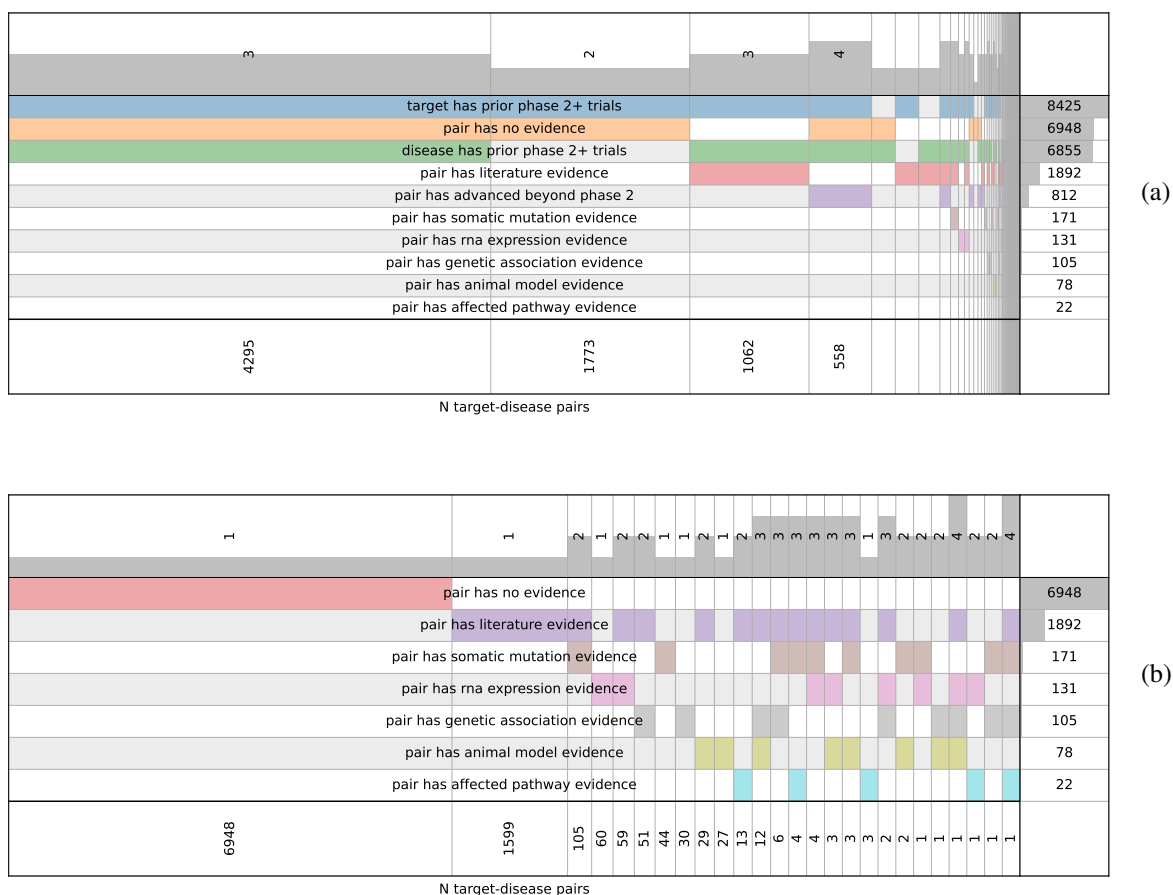 3 2 3 4
target has prior phase 2+ trials 8425
pair has no evidence 6948
disease has prior phase 2+ trials 6855
pair has literature evidence 1892
pair has advanced beyond phase 2 812
pair has somatic mutation evidence 171
pair has rna expression evidence 131
pair has genetic association evidence 105
pair has animal model evidence 78
pair has affected pathway evidence 22
4295 1773 1062 558
N target-disease pairs
(a)
1 1 2 1 2 2 1 1 2 1 2 3 3 3 3 3 1 3 2 2 2 4 2 2 4
pair has no evidence 6948
pair has literature evidence 1892
pair has somatic mutation evidence 171
pair has rna expression evidence 131
pair has genetic association evidence 105
pair has animal model evidence 78
pair has affected pathway evidence 22
6948 1599 105 60 59 51 44 30 29 27 13 12 6 4 4 3 3 3 2 2 1 1 1 1 1 1
N target-disease pairs
(b)